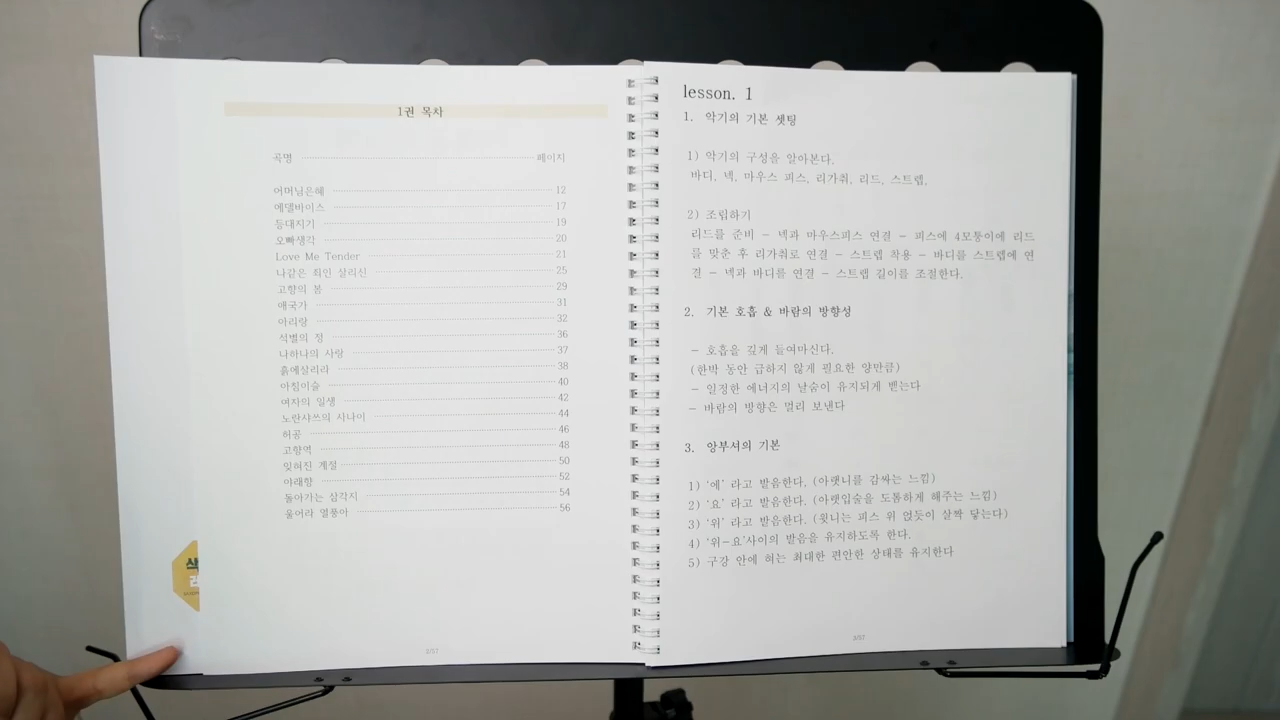 1권 목차
곡명 페이지
어머님은혜 12
에델바이스 17
등대지기 19
오빠생각 20
Love Me Tender 21
나같은 죄인 살리신 25
고향의 봄 29
애국가 31
아리랑 32
석별의 정 36
나하나의 사랑 37
흙에살리라 38
아침이슬 40
여자의 일생 42
노란샤쓰의 사나이 44
허공 46
고향역 48
잊혀진 계절 50
야래향 52
돌아가는 삼각지 54
울어라 열풍아 56
lesson. 1
1. 악기의 기본 셋팅
1) 악기의 구성을 알아본다.
바디, 넥, 마우스 피스, 리가춰, 리드, 스트랩,
2) 조립하기
리드를 준비 - 넥과 마우스피스 연결 - 피스에 4모퉁이에 리드
를 맞춘 후 리가춰로 연결 - 스트랩 착용 - 바디를 스트랩에 연
결 - 넥과 바디를 연결 - 스트랩 길이를 조절한다.
2. 기본 호흡 & 바람의 방향성
- 호흡을 깊게 들여마신다.
(한박 동안 급하지 않게 필요한 양만큼)
- 일정한 에너지의 날숨이 유지되게 뱉는다
- 바람의 방향은 멀리 보낸다
3. 앙부셔의 기본
1) '에' 라고 발음한다. (아랫니를 감싸는 느낌)
2) '요' 라고 발음한다. (아랫입술을 도톰하게 해주는 느낌)
3) '위' 라고 발음한다. (윗니는 피스 위 얹듯이 살짝 닿는다)
4) '위-요'사이의 발음을 유지하도록 한다.
5) 구강 안에 혀는 최대한 편안한 상태를 유지한다
3/57